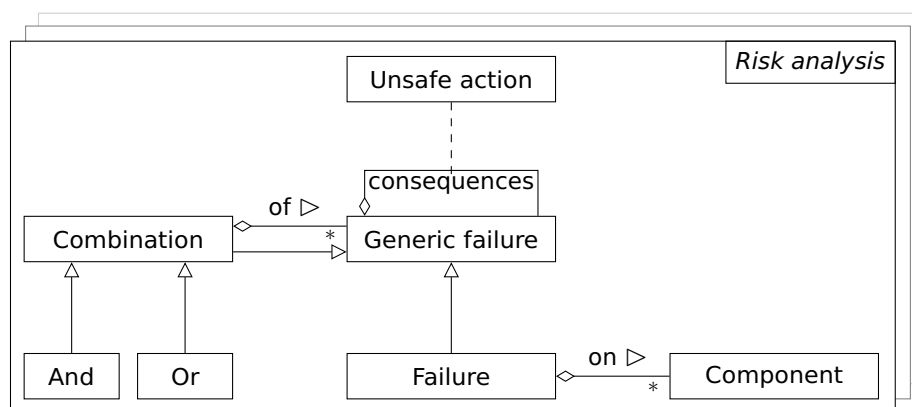 Risk analysis
Unsafe action
consequences
of ▷
*
Combination
Generic failure
And
Or
Failure
on ▷
*
Component